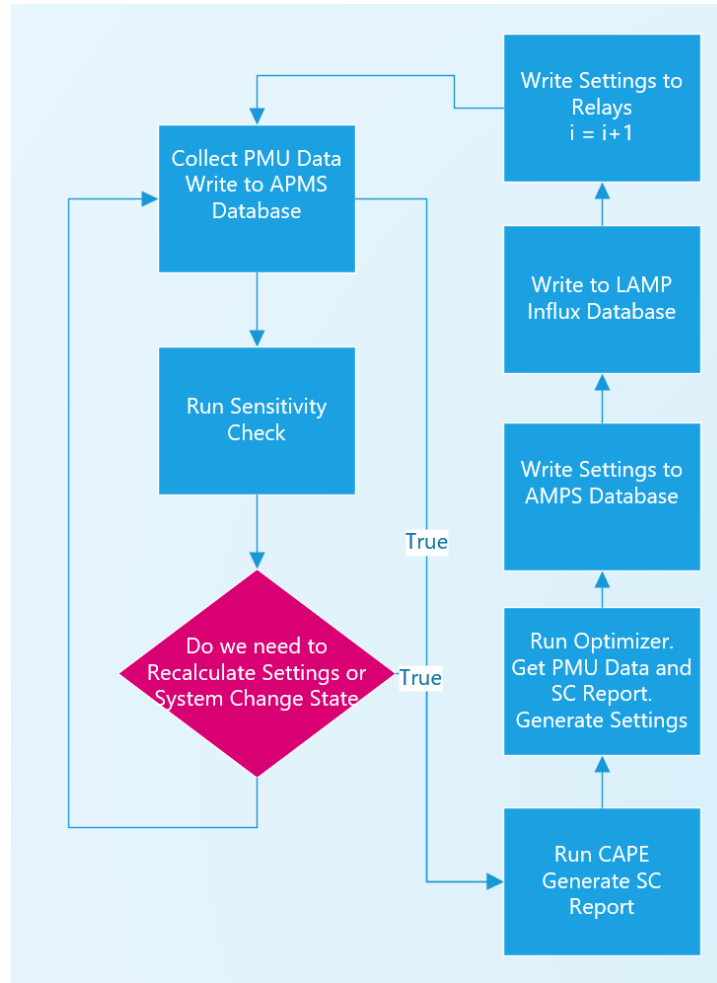 Collect PMU Data
Write to APMS
Database
Run Sensitivity
Check
Do we need to
Recalculate Settings or
System Change State
True
True
Run CAPE
Generate SC
Report
Run Optimizer.
Get PMU Data and
SC Report.
Generate Settings
Write Settings to
AMPS Database
Write to LAMP
Influx Database
Write Settings to
Relays
i = i+1